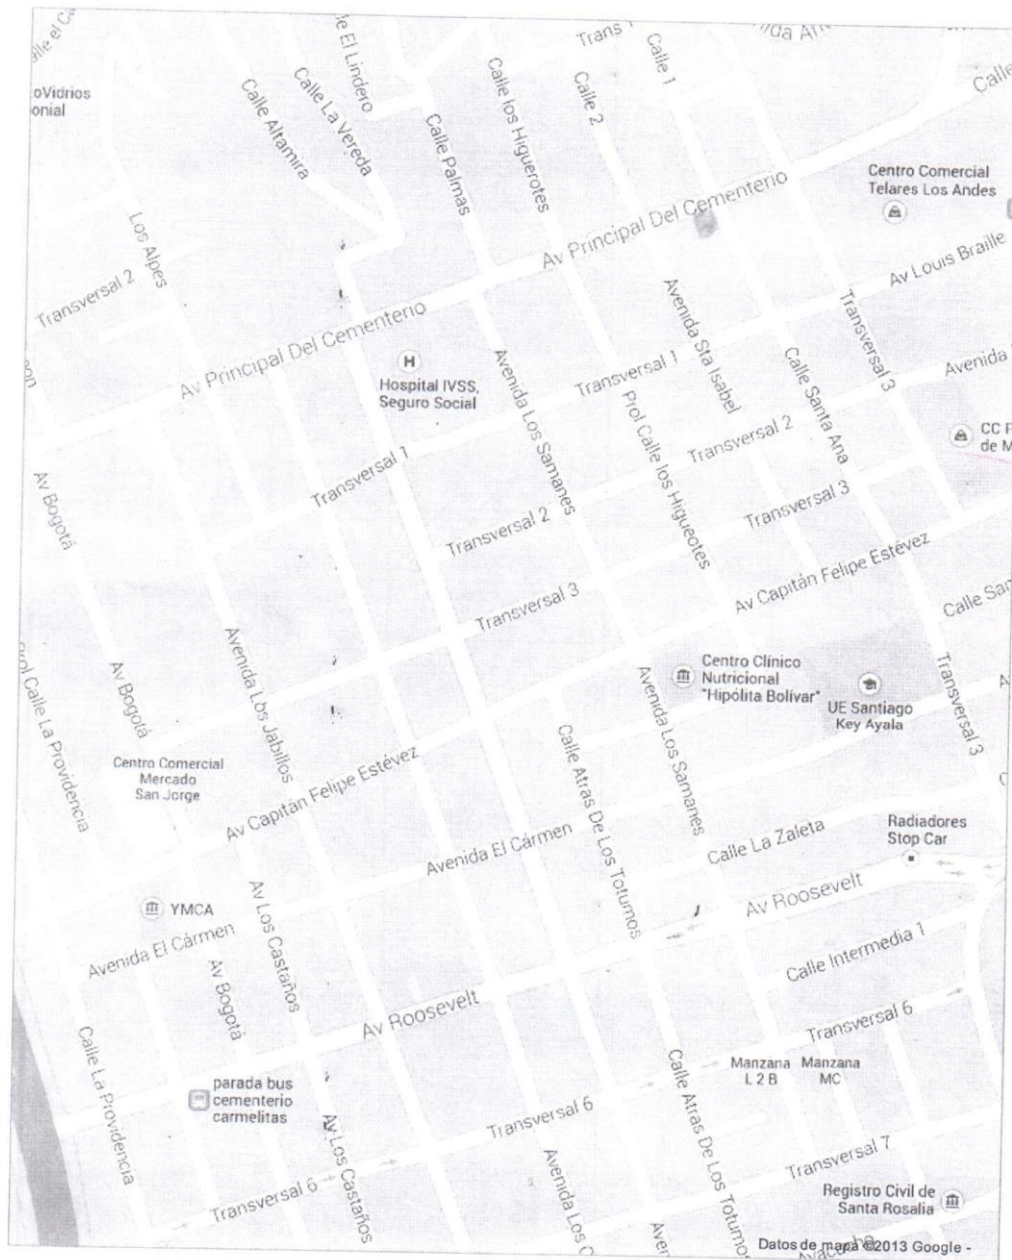 Trans
Calle 1
Calle
Calle El Lindero
Calle La Vereda
Calle Altamira
Calle Palmas
Calle los Higuerotes
Calle 2
oVidrios
onial
Centro Comercial
Telares Los Andes
Av Principal Del Cementerio
Los Alpes
Transversal 2
Av Louis Braille
Avenida Sta Isabel
Transversal 3
Av Principal Del Cementerio
Hospital IVSS,
Seguro Social
Avenida Los Samanes
Transversal 1
Calle Santa Ana
Avenida
Prol Calle los Higueotes
Transversal 2
CC P
de M
Transversal 1
Av Bogotá
Transversal 2
Transversal 3
Av Capitán Felipe Estévez
Transversal 3
Calle San
Avenida Los Jabillos
Av Bogotá
Prol Calle La Providencia
Centro Clínico
Nutricional
"Hipólita Bolívar"
UE Santiago
Key Ayala
Transversal 3
Avenida Los Samanes
Calle Atras De Los Totumos
Centro Comercial
Mercado
San Jorge
Av Capitán Felipe Estévez
Avenida El Cármen
Calle La Zaleta
Radiadores
Stop Car
Av Roosevelt
YMCA
Av Los Castaños
Avenida El Cármen
Av Bogotá
Calle Intermedia 1
Av Roosevelt
Transversal 6
Calle La Providencia
Manzana
L 2 B
Manzana
MC
parada bus
cementerio
carmelitas
Calle Atras De Los Totumos
Transversal 6
Av Los Castaños
Transversal 7
Avenida Los C
Transversal 6
Registro Civil de
Santa Rosalia
Aven
Datos de mapa ©2013 Google -